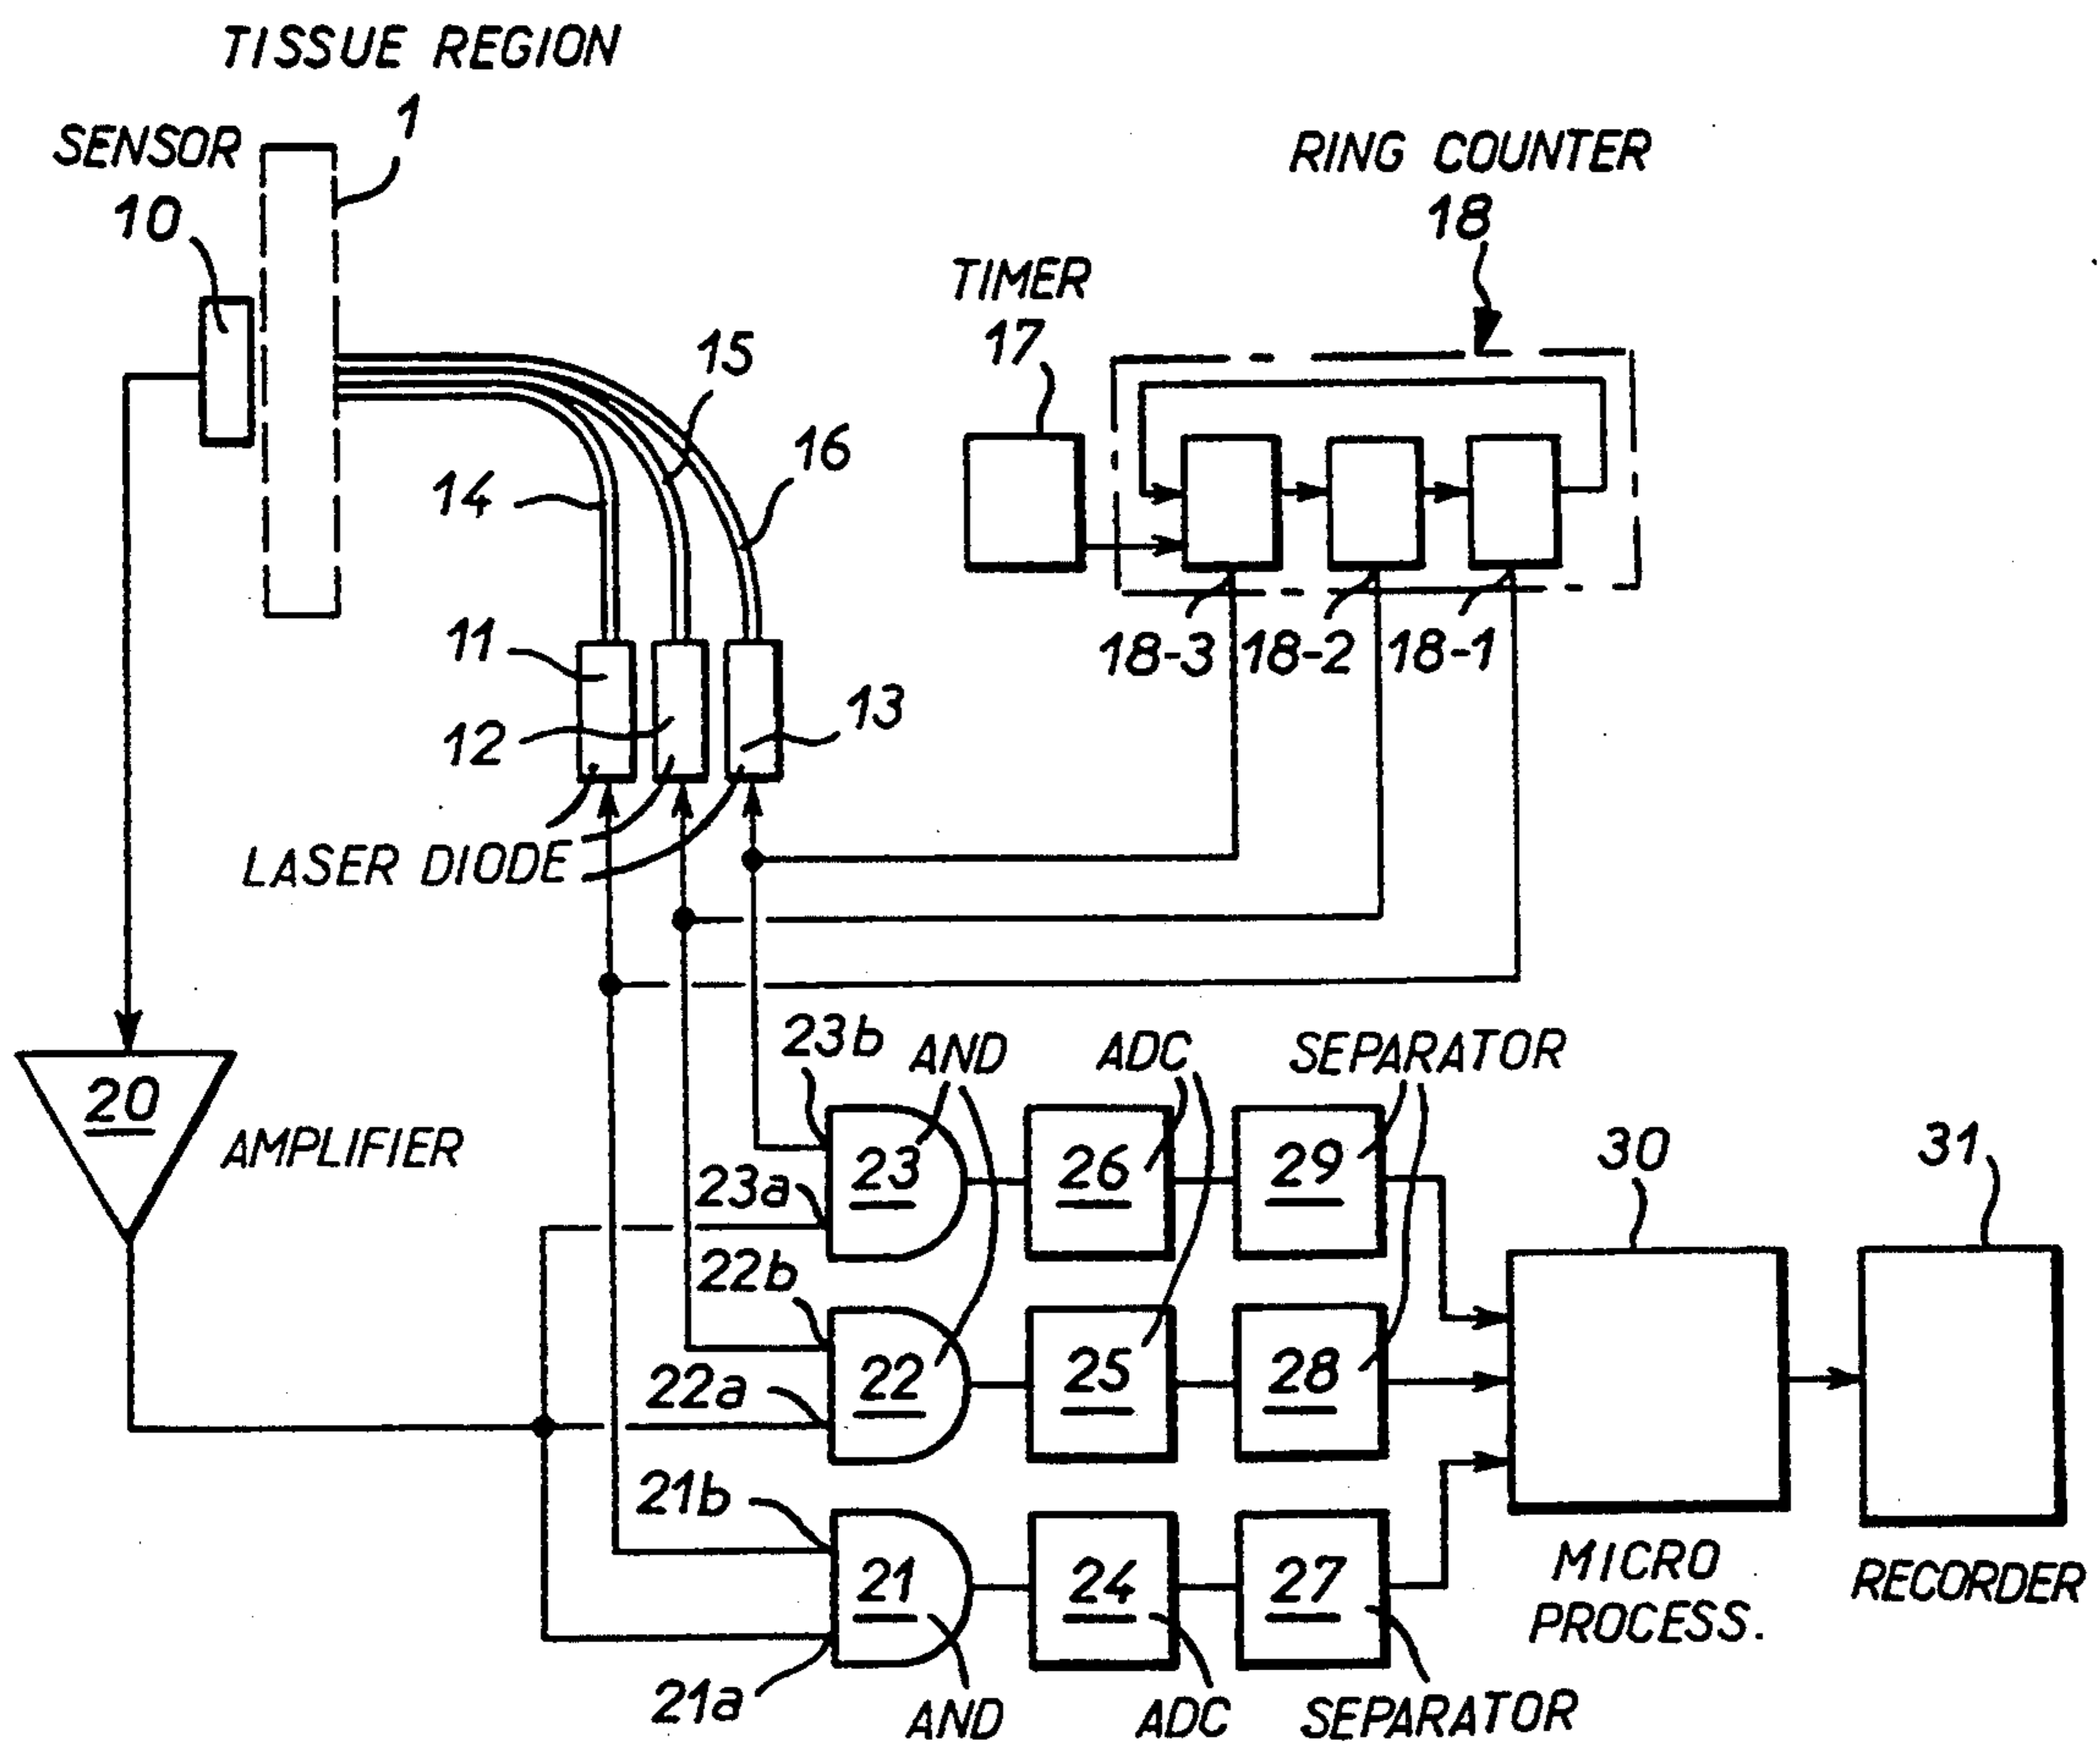 TISSUE REGION
1
SENSOR
10
RING COUNTER
18
TIMER
17
15
16
14
11
12
13
18-3
18-2
18-1
LASER DIODE
20
AMPLIFIER
23b
AND
ADC
SEPARATOR
23a
23
26
29
30
31
22b
22a
22
25
28
21b
21
24
27
21a
AND
ADC
SEPARATOR
MICRO
PROCESS.
RECORDER